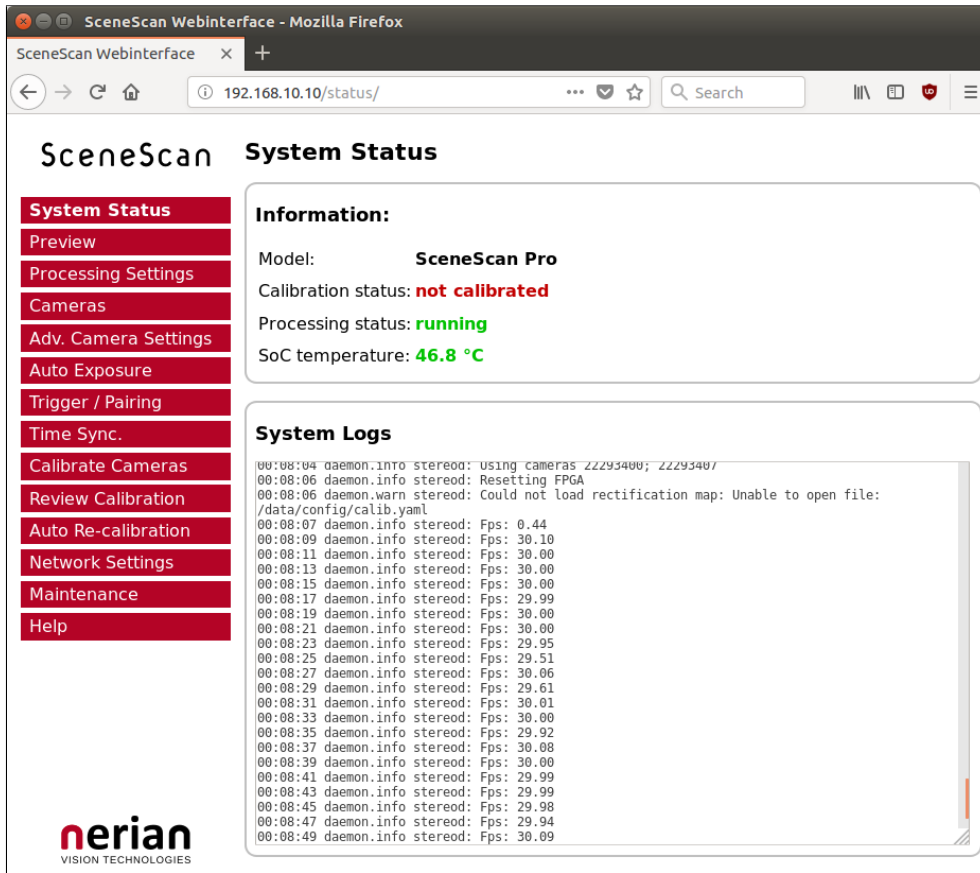 SceneScan Webinterface - Mozilla Firefox
SceneScan Webinterface
192.168.10.10/status/
Search
SceneScan
System Status
Preview
Processing Settings
Cameras
Adv. Camera Settings
Auto Exposure
Trigger / Pairing
Time Sync.
Calibrate Cameras
Review Calibration
Auto Re-calibration
Network Settings
Maintenance
Help
nerian
VISION TECHNOLOGIES
System Status
Information:
Model: SceneScan Pro
Calibration status: not calibrated
Processing status: running
SoC temperature: 46.8 °C
System Logs
00:08:04 daemon.info stereod: Using cameras 22293400; 22293407
00:08:06 daemon.info stereod: Resetting FPGA
00:08:06 daemon.warn stereod: Could not load rectification map: Unable to open file:
/data/config/calib.yaml
00:08:07 daemon.info stereod: Fps: 0.44
00:08:09 daemon.info stereod: Fps: 30.10
00:08:11 daemon.info stereod: Fps: 30.00
00:08:13 daemon.info stereod: Fps: 30.00
00:08:15 daemon.info stereod: Fps: 30.00
00:08:17 daemon.info stereod: Fps: 29.99
00:08:19 daemon.info stereod: Fps: 30.00
00:08:21 daemon.info stereod: Fps: 30.00
00:08:23 daemon.info stereod: Fps: 29.95
00:08:25 daemon.info stereod: Fps: 29.51
00:08:27 daemon.info stereod: Fps: 30.06
00:08:29 daemon.info stereod: Fps: 29.61
00:08:31 daemon.info stereod: Fps: 30.01
00:08:33 daemon.info stereod: Fps: 30.00
00:08:35 daemon.info stereod: Fps: 29.92
00:08:37 daemon.info stereod: Fps: 30.08
00:08:39 daemon.info stereod: Fps: 30.00
00:08:41 daemon.info stereod: Fps: 29.99
00:08:43 daemon.info stereod: Fps: 29.99
00:08:45 daemon.info stereod: Fps: 29.98
00:08:47 daemon.info stereod: Fps: 29.94
00:08:49 daemon.info stereod: Fps: 30.09